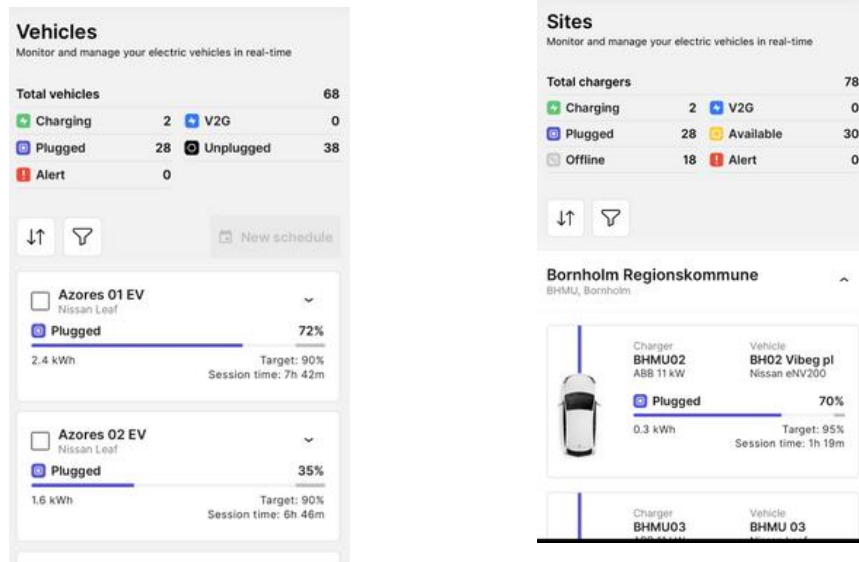 Vehicles
Monitor and manage your electric vehicles in real-time
Total vehicles 68
Charging 2 V2G 0
Plugged 28 Unplugged 38
Alert 0
New schedule
Azores 01 EV
Nissan Leaf
Plugged 72%
2.4 kWh Target: 90%
Session time: 7h 42m
Azores 02 EV
Nissan Leaf
Plugged 35%
1.6 kWh Target: 90%
Session time: 6h 46m
Sites
Monitor and manage your electric vehicles in real-time
Total chargers 78
Charging 2 V2G 0
Plugged 28 Available 30
Offline 18 Alert 0
Bornholm Regionskommune
BHMU, Bornholm
Charger Vehicle
BHMU02 BH02 Vibeg pl
ABB 11 kW Nissan eNV200
Plugged 70%
0.3 kWh Target: 95%
Session time: 1h 19m
Charger Vehicle
BHMU03 BHMU 03